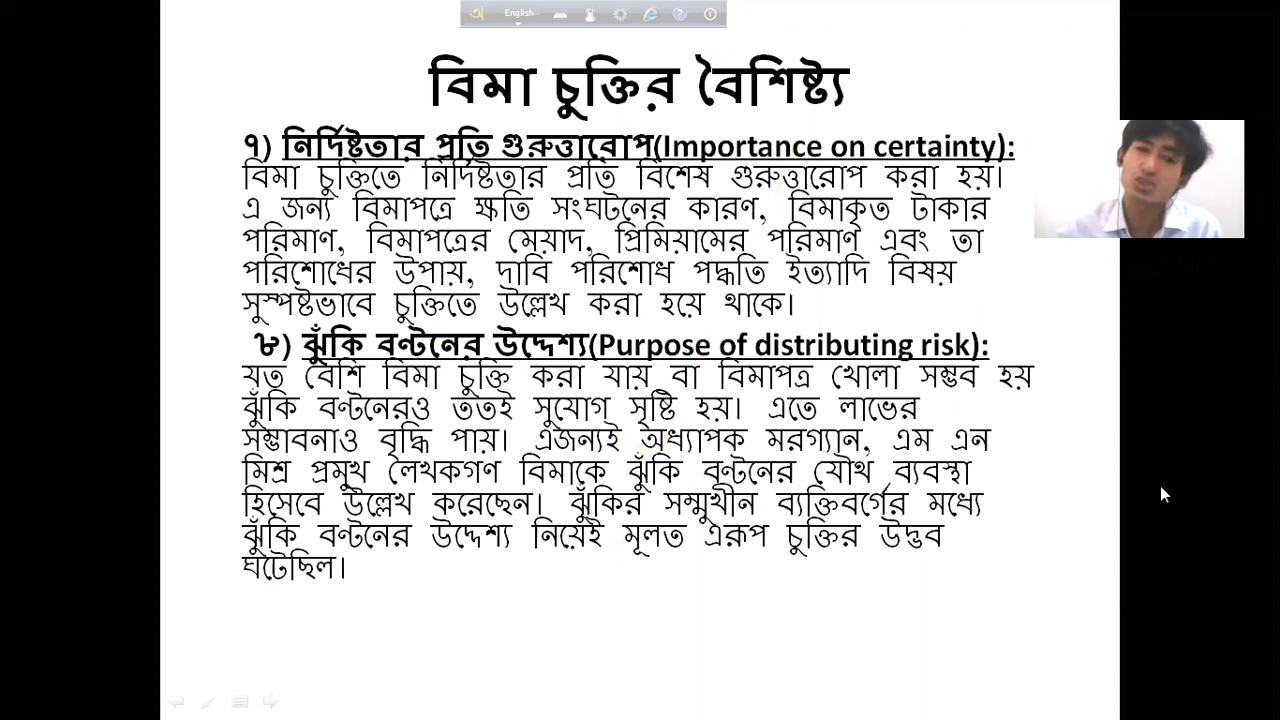 English
বিমা চুক্তির বৈশিষ্ট্য
৭) নির্দিষ্টতার প্রতি গুরুত্তারোপ(Importance on certainty):
বিমা চুক্তিতে নির্দিষ্টতার প্রতি বিশেষ গুরুত্তারোপ করা হয়।
এ জন্য বিমাপত্রে ক্ষতি সংঘটনের কারণ, বিমাকৃত টাকার
পরিমাণ, বিমাপত্রের মেয়াদ, প্রিমিয়ামের পরিমাণ এবং তা
পরিশোধের উপায়, দাবি পরিশোধ পদ্ধতি ইত্যাদি বিষয়
সুস্পষ্টভাবে চুক্তিতে উল্লেখ করা হয়ে থাকে।
৮) ঝুঁকি বণ্টনের উদ্দেশ্য(Purpose of distributing risk):
যত বেশি বিমা চুক্তি করা যায় বা বিমাপত্র খোলা সম্ভব হয়
ঝুঁকি বণ্টনেরও ততই সুযোগ সৃষ্টি হয়। এতে লাভের
সম্ভাবনাও বৃদ্ধি পায়। এজন্যই অধ্যাপক মরগ্যান, এম এন
মিশ্র প্রমুখ লেখকগণ বিমাকে ঝুঁকি বণ্টনের যৌথ ব্যবস্থা
হিসেবে উল্লেখ করেছেন। ঝুঁকির সম্মুখীন ব্যক্তিবর্গের মধ্যে
ঝুঁকি বণ্টনের উদ্দেশ্য নিয়েই মূলত এরূপ চুক্তির উদ্ভব
ঘটেছিল।